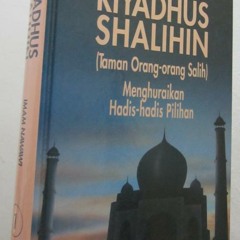 RIYADHUS
SHALIHIN
(Taman Orang-orang Salih)
Menghuraikan
Hadis-hadis Pilihan
IMAM NAWAWI